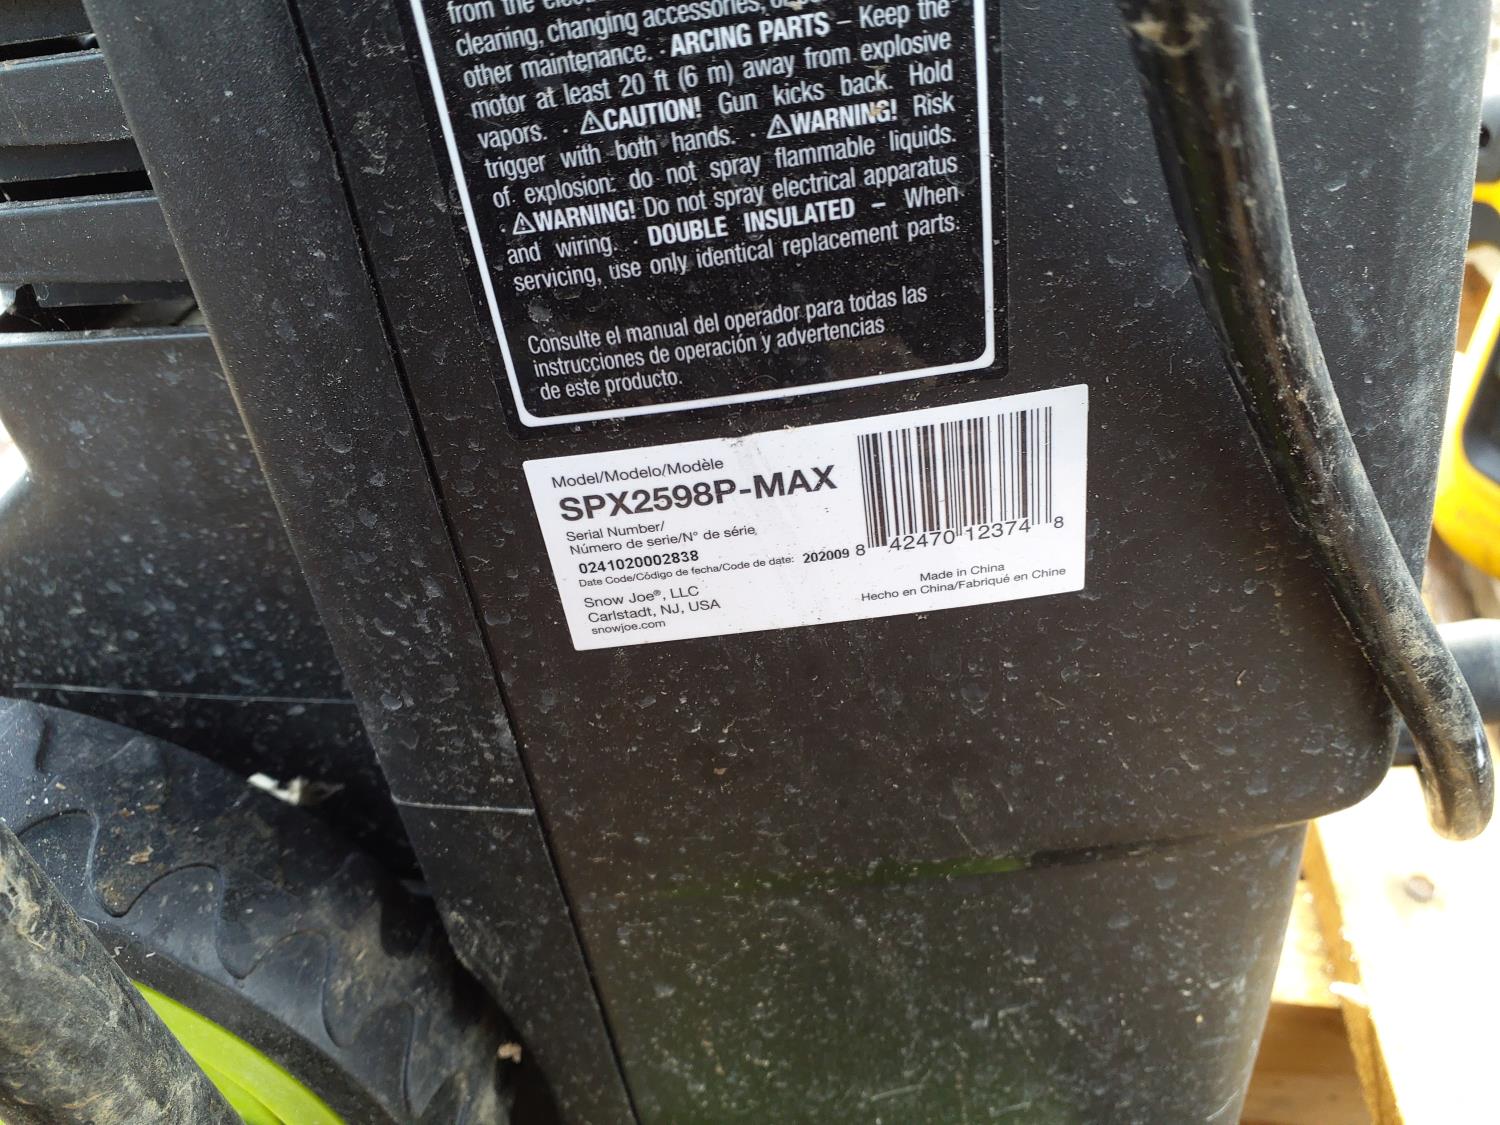 from the
cleaning, changing accessories,
other maintenance. · ARCING PARTS – Keep the
motor at least 20 ft (6 m) away from explosive
vapors. · ⚠CAUTION! Gun kicks back. Hold
trigger with both hands. · ⚠WARNING! Risk
of explosion: do not spray flammable liquids.
· ⚠WARNING! Do not spray electrical apparatus
and wiring. · DOUBLE INSULATED – When
servicing, use only identical replacement parts.
Consulte el manual del operador para todas las
instrucciones de operación y advertencias
de este producto.
Model/Modelo/Modèle
SPX2598P-MAX
Serial Number/
Número de serie/N° de série
0241020002838
Date Code/Código de fecha/Code de date: 202009
8 42470 12374 8
Snow Joe®, LLC
Carlstadt, NJ, USA
snowjoe.com
Made in China
Hecho en China/Fabriqué en Chine